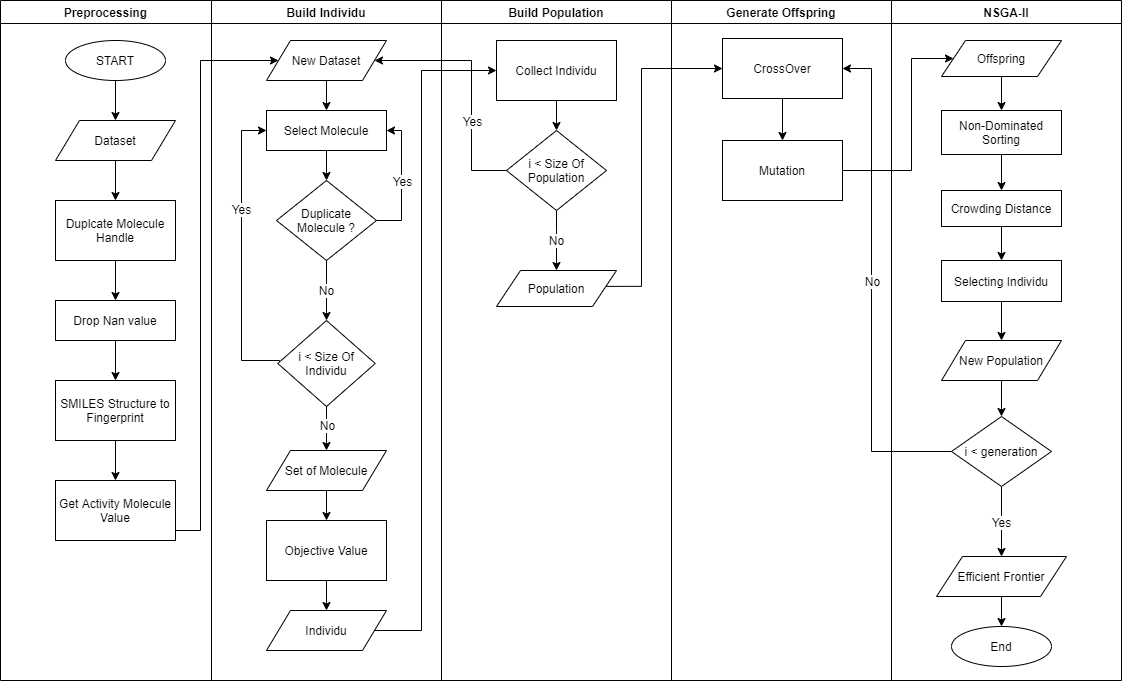 Preprocessing
Build Individu
Build Population
Generate Offspring
NSGA-II
START
Dataset
Duplcate Molecule
Handle
Drop Nan value
SMILES Structure to
Fingerprint
Get Activity Molecule
Value
New Dataset
Select Molecule
Yes
Duplicate
Molecule ?
Yes
No
i < Size Of
Individu
No
Set of Molecule
Objective Value
Individu
Collect Individu
Yes
i < Size Of
Population
No
Population
CrossOver
Mutation
No
Offspring
Non-Dominated
Sorting
Crowding Distance
Selecting Individu
New Population
i < generation
Yes
Efficient Frontier
End